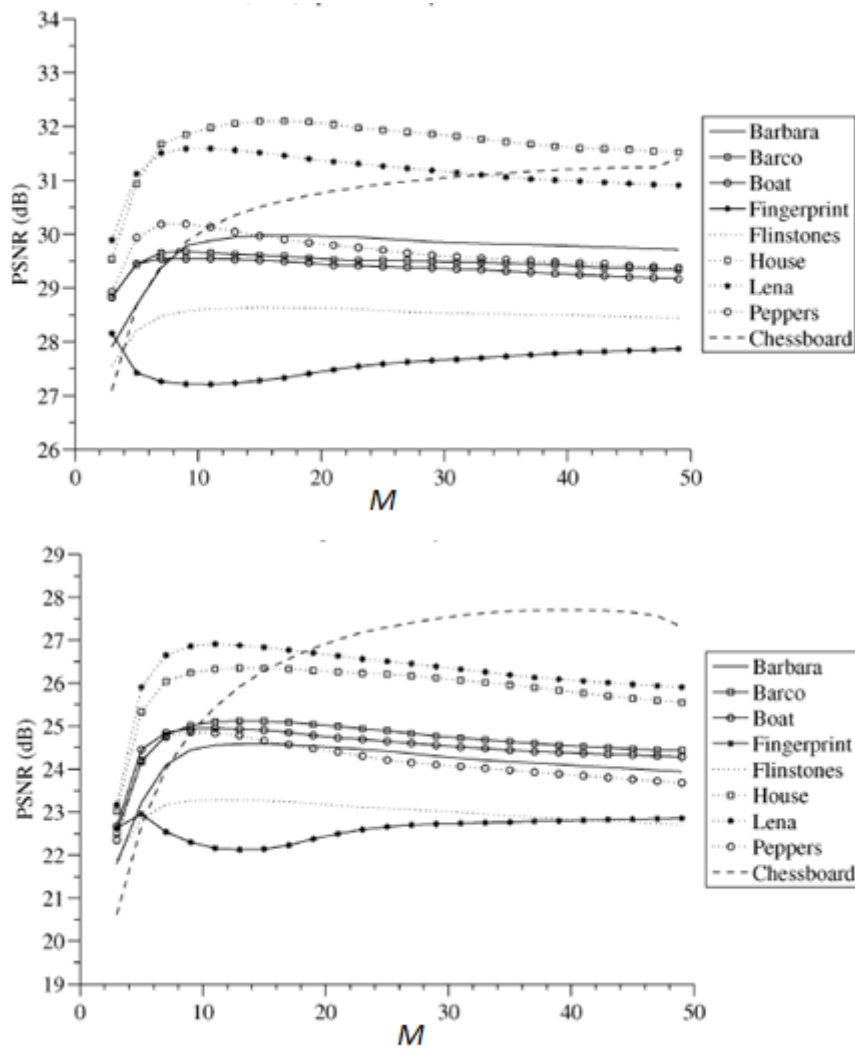 34
33
32
31
30
29
28
27
26
PSNR (dB)
0
10
20
30
40
50
M
Barbara
Barco
Boat
Fingerprint
Flinstones
House
Lena
Peppers
Chessboard
29
28
27
26
25
24
23
22
21
20
19
PSNR (dB)
0
10
20
30
40
50
M
Barbara
Barco
Boat
Fingerprint
Flinstones
House
Lena
Peppers
Chessboard